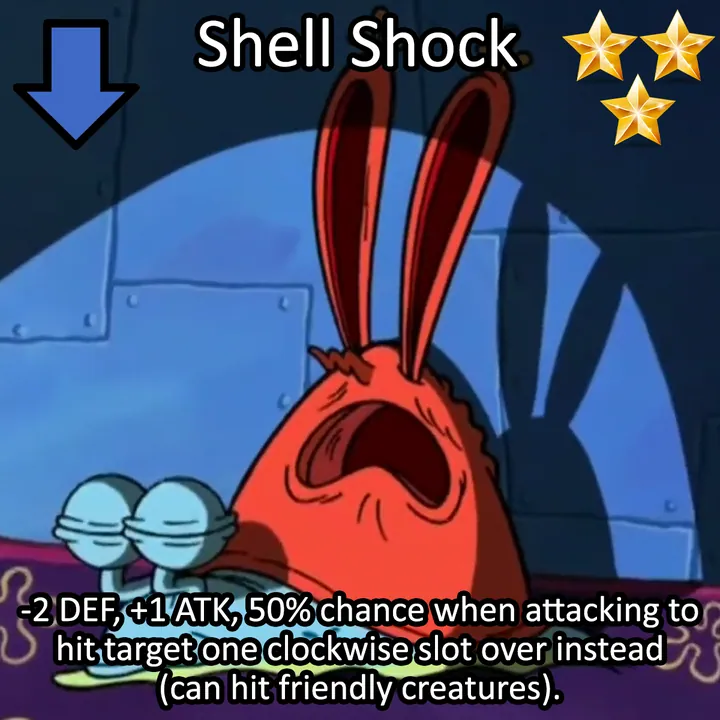 Shell Shock
-2 DEF, +1 ATK, 50% chance when attacking to
hit target one clockwise slot over instead
(can hit friendly creatures).